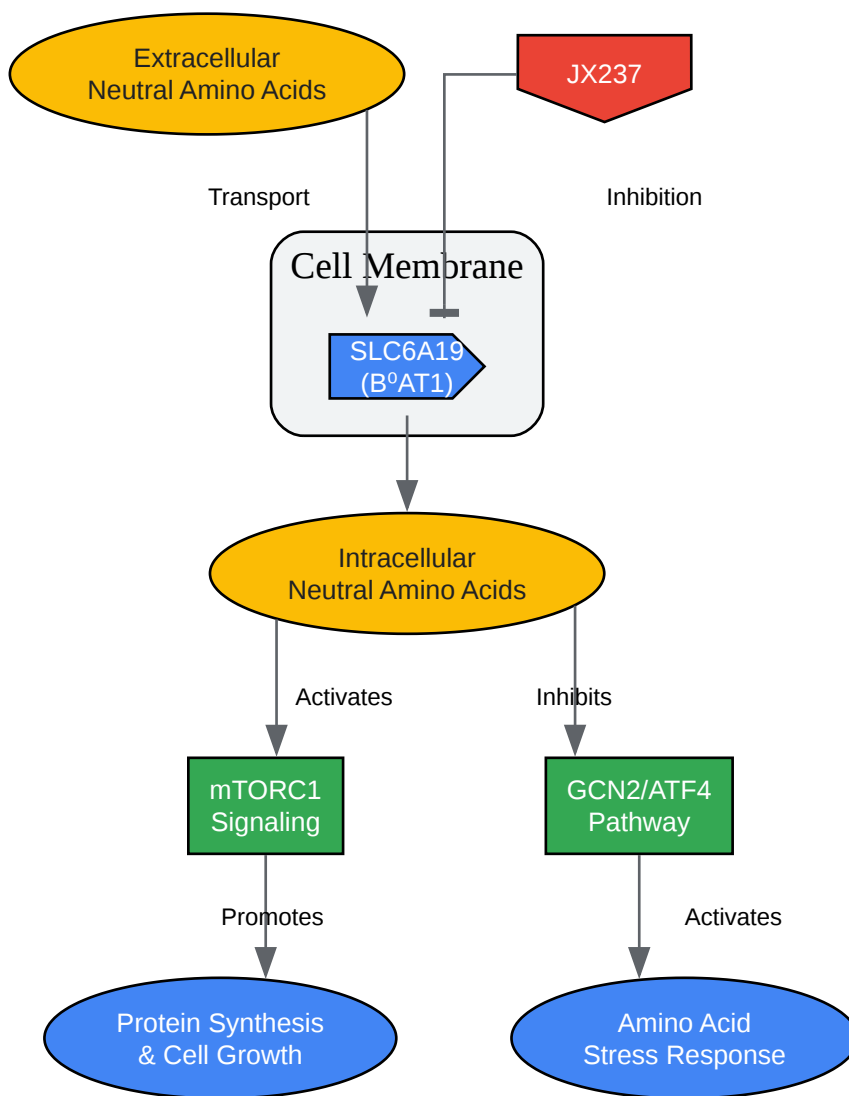 Extracellular
Neutral Amino Acids
JX237
Transport
Inhibition
Cell Membrane
SLC6A19
(B⁰AT1)
Intracellular
Neutral Amino Acids
Activates
Inhibits
mTORC1
Signaling
GCN2/ATF4
Pathway
Promotes
Activates
Protein Synthesis
& Cell Growth
Amino Acid
Stress Response